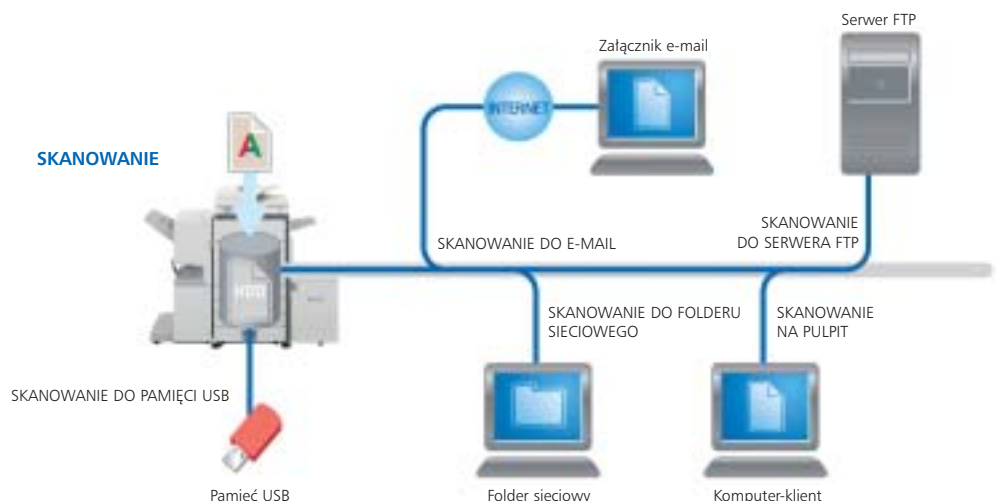 Serwer FTP
Załącznik e-mail
INTERNET
A
SKANOWANIE
SKANOWANIE DO E-MAIL
SKANOWANIE
DO SERWERA FTP
HDD
SKANOWANIE DO FOLDERU
SIECIOWEGO
SKANOWANIE
NA PULPIT
SKANOWANIE DO PAMIĘCI USB
Pamięć USB
Folder sieciowy
Komputer-klient